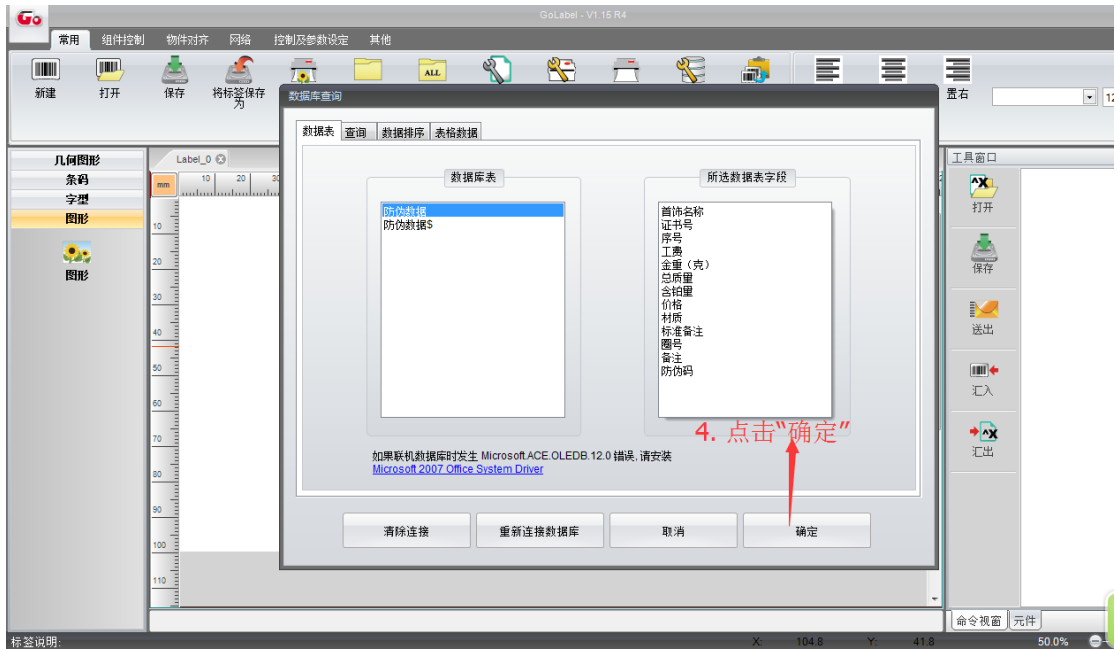 Go
GoLabel - V1.15 R4
常用 组件控制 物件对齐 网络 控制及参数设定 其他
新建 打开 保存 将标签保存为 ALL 置右 12
数据库查询
数据表 查询 数据排序 表格数据
几何图形
条码
字型
图形
图形
Label_0
mm 10 20 30
10
20
30
40
50
60
70
80
90
100
110
数据库表
防伪数据
防伪数据$
所选数据表字段
首饰名称
证书号
序号
工费
金重（克）
总质量
含铂量
价格
材质
标准备注
圈号
备注
防伪码
4. 点击“确定”
如果联机数据库时发生 Microsoft.ACE.OLEDB.12.0 错误, 请安装
Microsoft 2007 Office System Driver
清除连接 重新连接数据库 取消 确定
工具窗口
打开
保存
送出
汇入
汇出
命令视窗 元件
标签说明: X: 104.8 Y: 41.8 50.0%